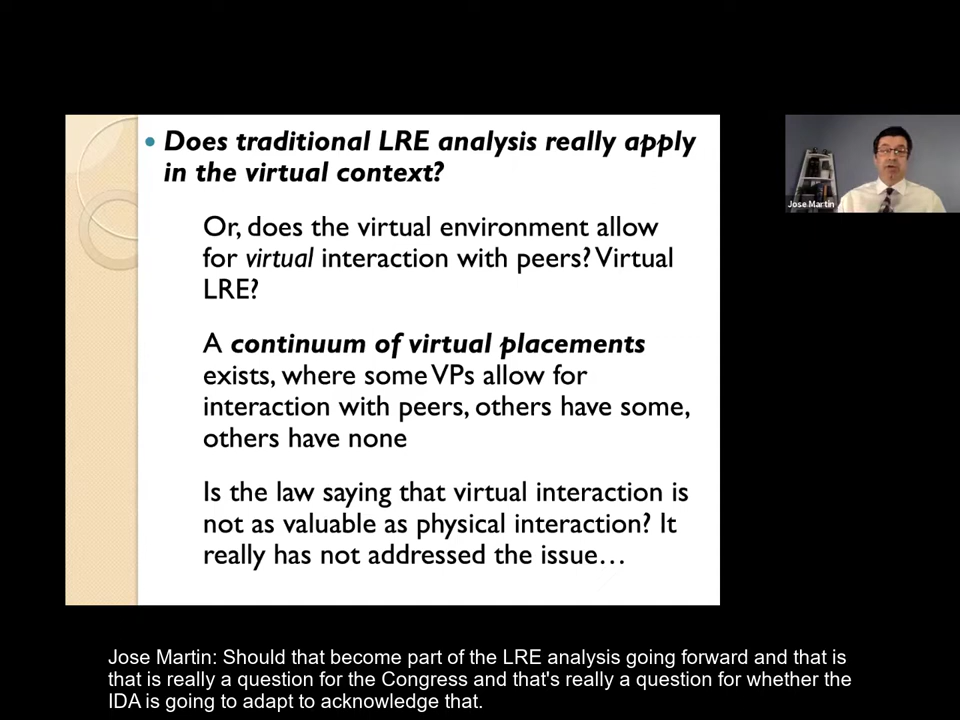 Does traditional LRE analysis really apply
in the virtual context?
Or, does the virtual environment allow
for virtual interaction with peers? Virtual
LRE?
A continuum of virtual placements
exists, where some VPs allow for
interaction with peers, others have some,
others have none
Is the law saying that virtual interaction is
not as valuable as physical interaction? It
really has not addressed the issue…
Jose Martin
Jose Martin: Should that become part of the LRE analysis going forward and that is
that is really a question for the Congress and that's really a question for whether the
IDA is going to adapt to acknowledge that.